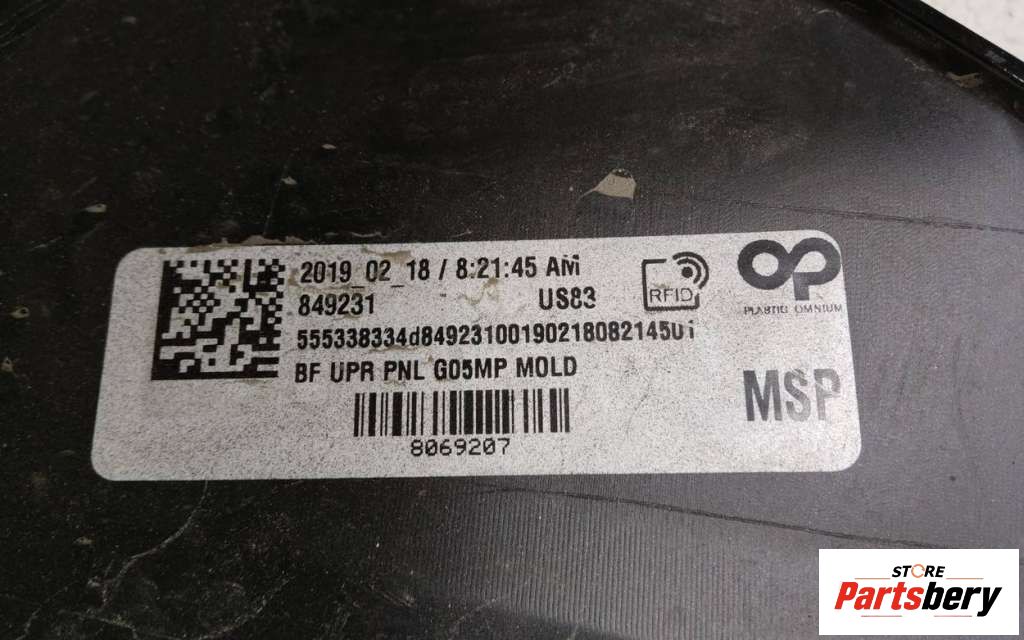 2019_02_18 / 8:21:45 AM
849231 US83
RFID
PLASTIC OMNIUM
555338334d84923100190218082145Ui
BF UPR PNL G05MP MOLD
MSP
8069207
STORE
Partsbery